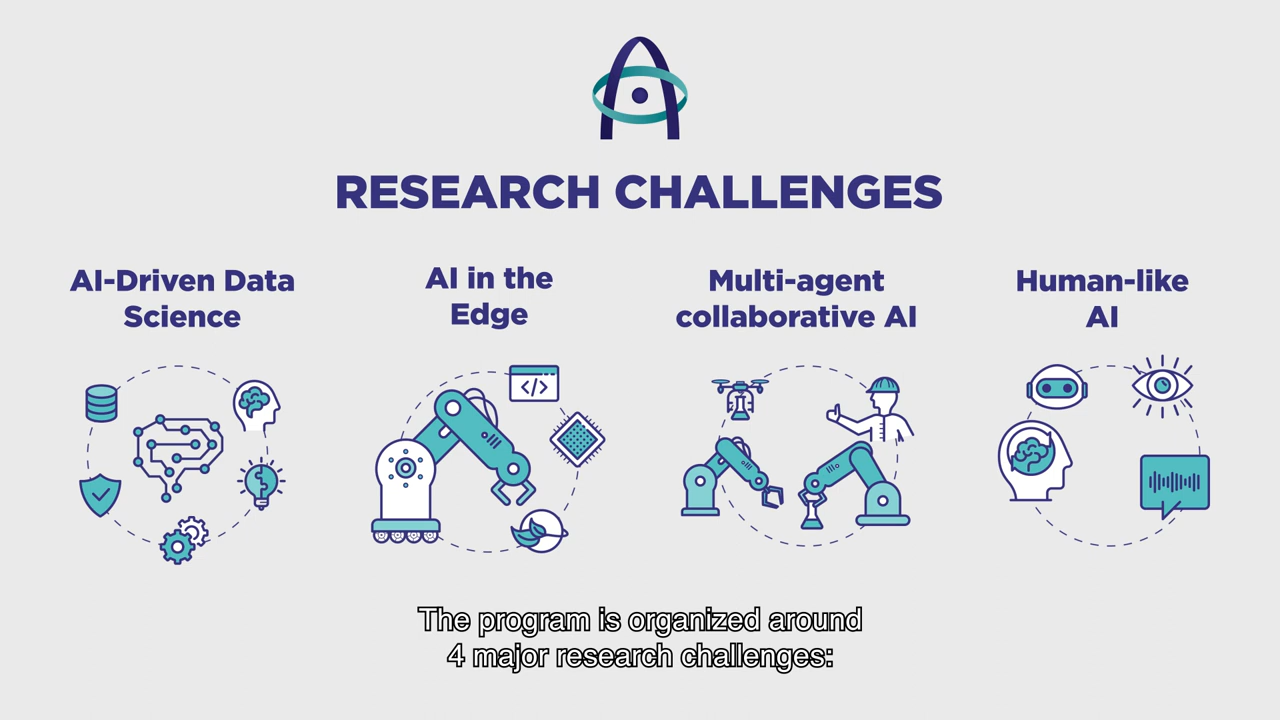 RESEARCH CHALLENGES
AI-Driven Data
Science
AI in the
Edge
Multi-agent
collaborative AI
Human-like
AI
</>
The program is organized around
4 major research challenges: